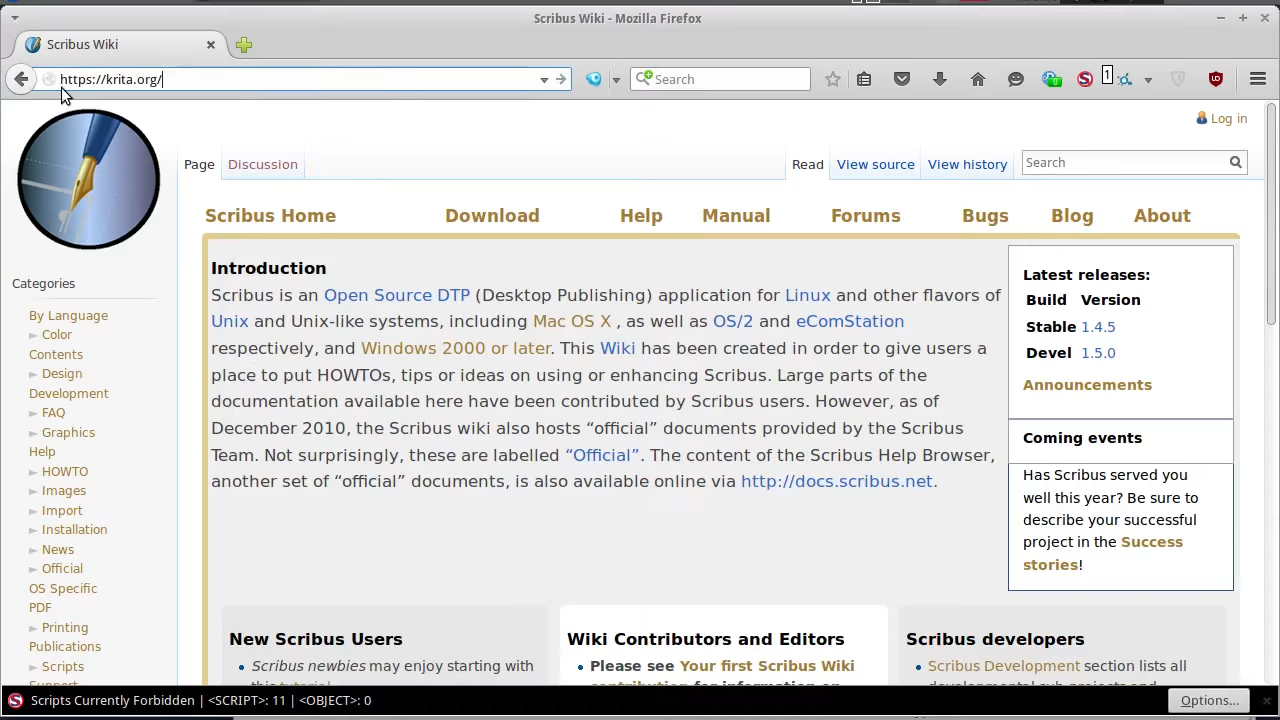 Scribus Wiki - Mozilla Firefox
Scribus Wiki
https://krita.org/
Search
1
Log in
Page Discussion
Read View source View history
Search
Scribus Home Download Help Manual Forums Bugs Blog About
Categories
By Language
Color
Contents
Design
Development
FAQ
Graphics
Help
HOWTO
Images
Import
Installation
News
Official
OS Specific
PDF
Printing
Publications
Scripts
Support
Introduction
Scribus is an Open Source DTP (Desktop Publishing) application for Linux and other flavors of
Unix and Unix-like systems, including Mac OS X , as well as OS/2 and eComStation
respectively, and Windows 2000 or later. This Wiki has been created in order to give users a
place to put HOWTOs, tips or ideas on using or enhancing Scribus. Large parts of the
documentation available here have been contributed by Scribus users. However, as of
December 2010, the Scribus wiki also hosts “official” documents provided by the Scribus
Team. Not surprisingly, these are labelled “Official”. The content of the Scribus Help Browser,
another set of “official” documents, is also available online via http://docs.scribus.net.
Latest releases:
Build Version
Stable 1.4.5
Devel 1.5.0
Announcements
Coming events
Has Scribus served you
well this year? Be sure to
describe your successful
project in the Success
stories!
New Scribus Users
• Scribus newbies may enjoy starting with
this tutorial
Wiki Contributors and Editors
• Please see Your first Scribus Wiki
contribution for information on
Scribus developers
• Scribus Development section lists all
developmental sub-projects and
Scripts Currently Forbidden | <SCRIPT>: 11 | <OBJECT>: 0
Options...